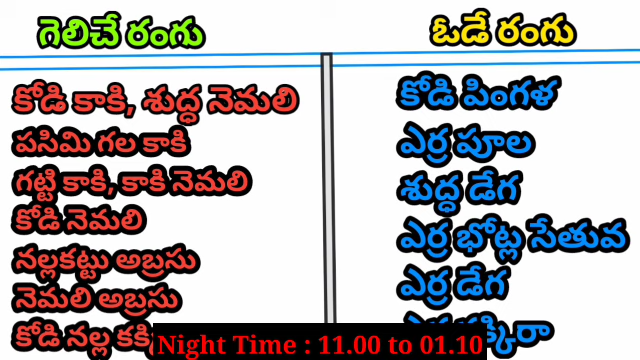 గెలిచే రంగు
ఓడే రంగు
కోడి కాకి, శుద్ధ నెమలి
పసిమి గల కాకి
గట్టి కాకి, కాకి నెమలి
కోడి నెమలి
నల్లకట్టు అబ్రసు
నెమలి అబ్రసు
కోడి నల్ల
కోడి పింగళ
ఎర్ర పూల
శుద్ధ డేగ
ఎర్ర భోట్ల సేతువ
ఎర్ర డేగ
Night Time : 11.00 to 01.10